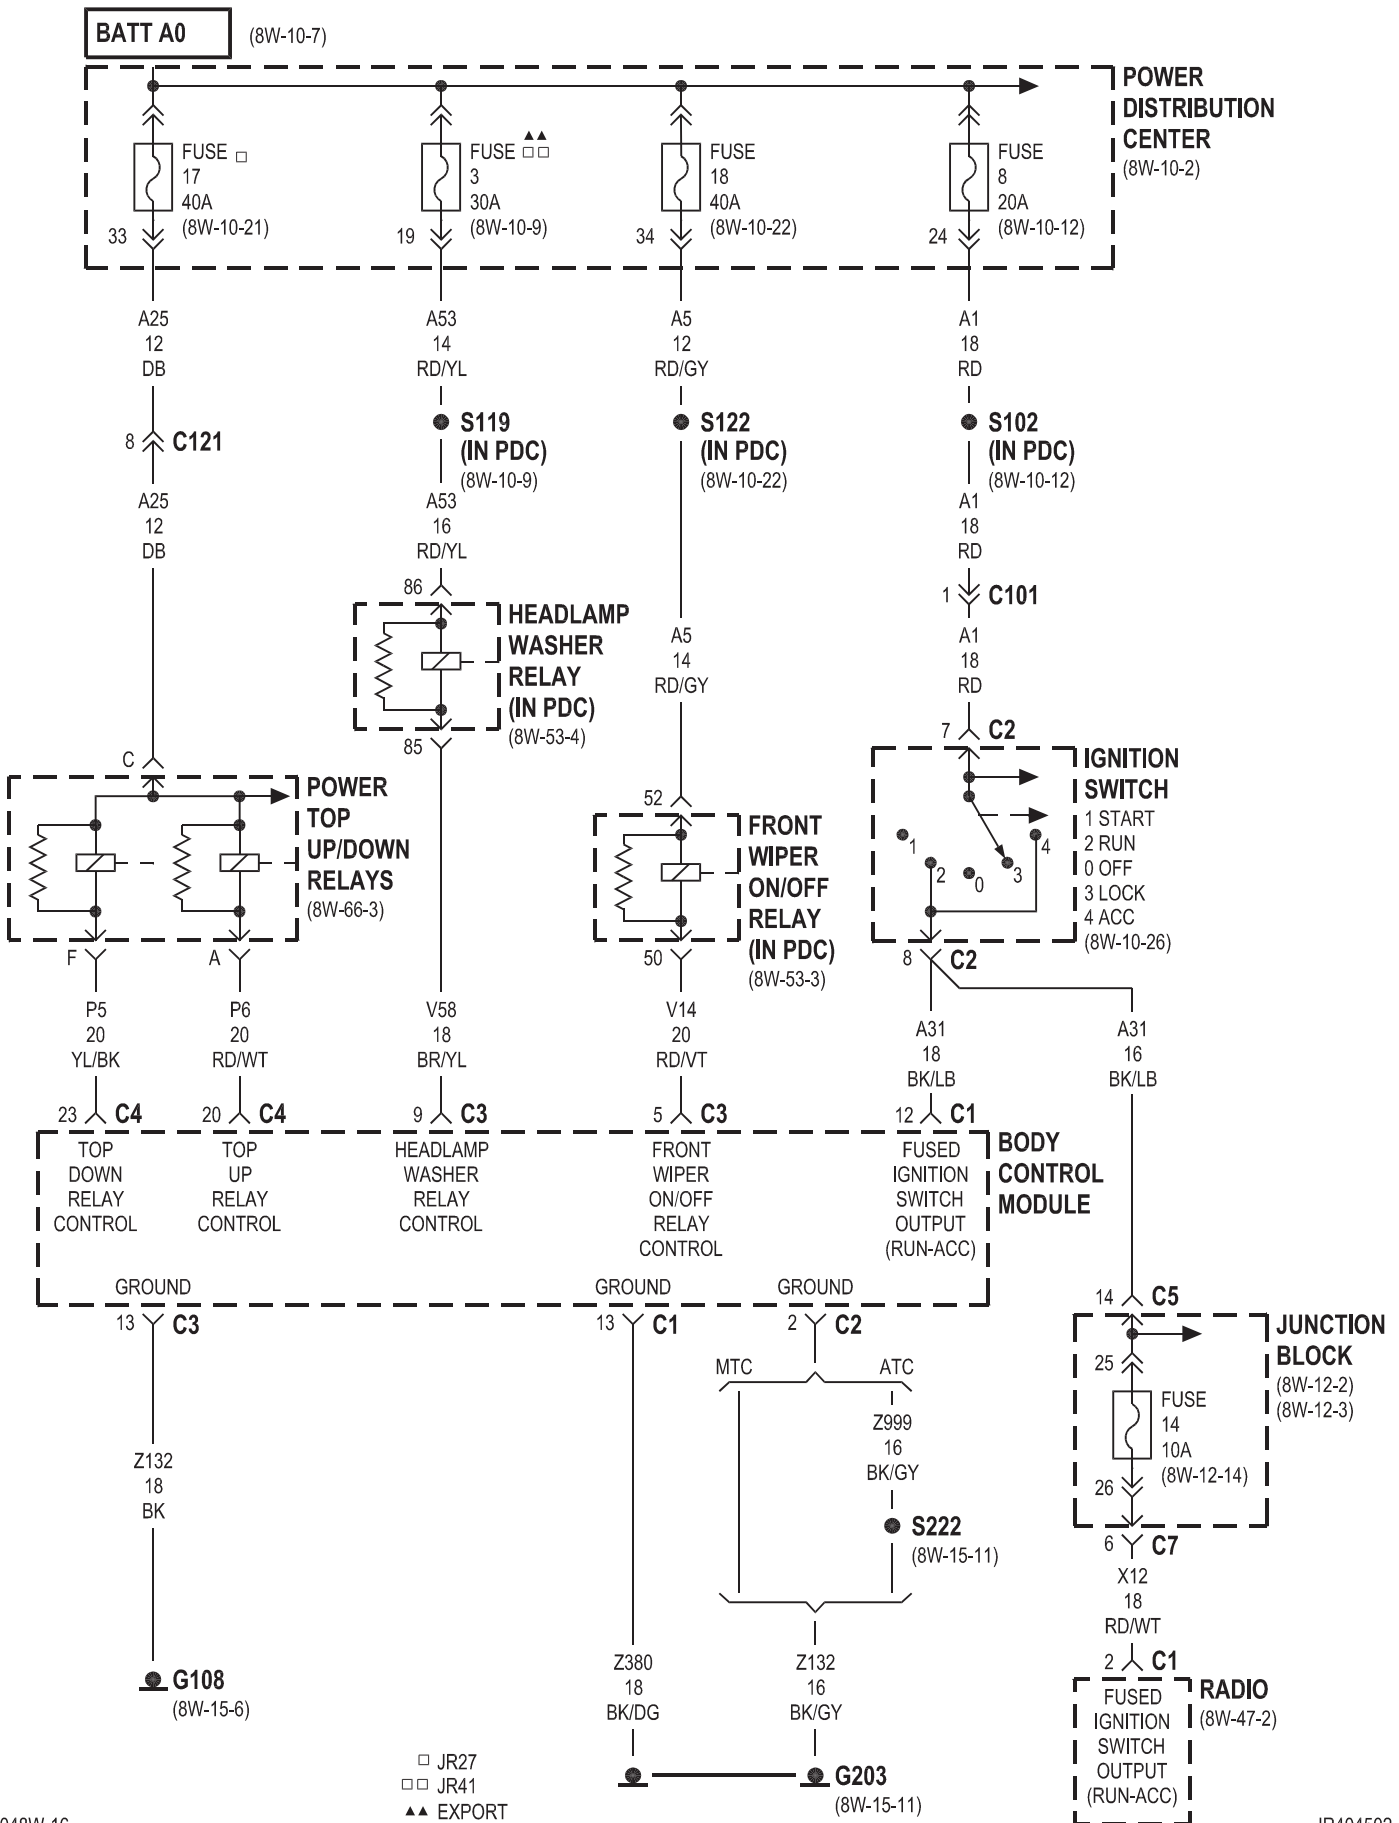 BATT A0 (8W-10-7)
POWER
DISTRIBUTION
CENTER
(8W-10-2)
FUSE
17
40A
(8W-10-21)
33
FUSE
3
30A
(8W-10-9)
19
FUSE
18
40A
(8W-10-22)
34
FUSE
8
20A
(8W-10-12)
24
A25
12
DB
A53
14
RD/YL
A5
12
RD/GY
A1
18
RD
8 C121
S119
(IN PDC)
(8W-10-9)
S122
(IN PDC)
(8W-10-22)
S102
(IN PDC)
(8W-10-12)
A25
12
DB
A53
16
RD/YL
A1
18
RD
86
HEADLAMP
WASHER
RELAY
(IN PDC)
(8W-53-4)
85
1 C101
A5
14
RD/GY
A1
18
RD
7 C2
IGNITION
SWITCH
1 START
2 RUN
0 OFF
3 LOCK
4 ACC
(8W-10-26)
1
2
0
3
4
8 C2
C
POWER
TOP
UP/DOWN
RELAYS
(8W-66-3)
F
A
52
FRONT
WIPER
ON/OFF
RELAY
(IN PDC)
(8W-53-3)
50
P5
20
YL/BK
P6
20
RD/WT
V58
18
BR/YL
V14
20
RD/VT
A31
18
BK/LB
A31
16
BK/LB
23 C4
20 C4
9 C3
5 C3
12 C1
BODY
CONTROL
MODULE
TOP
DOWN
RELAY
CONTROL
TOP
UP
RELAY
CONTROL
HEADLAMP
WASHER
RELAY
CONTROL
FRONT
WIPER
ON/OFF
RELAY
CONTROL
FUSED
IGNITION
SWITCH
OUTPUT
(RUN-ACC)
GROUND
GROUND
GROUND
13 C3
13 C1
2 C2
14 C5
JUNCTION
BLOCK
(8W-12-2)
(8W-12-3)
25
FUSE
14
10A
(8W-12-14)
26
6 C7
MTC
ATC
Z999
16
BK/GY
S222
(8W-15-11)
Z132
18
BK
X12
18
RD/WT
2 C1
RADIO
(8W-47-2)
FUSED
IGNITION
SWITCH
OUTPUT
(RUN-ACC)
Z380
18
BK/DG
Z132
16
BK/GY
G108
(8W-15-6)
G203
(8W-15-11)
□ JR27
□□ JR41
▲▲ EXPORT